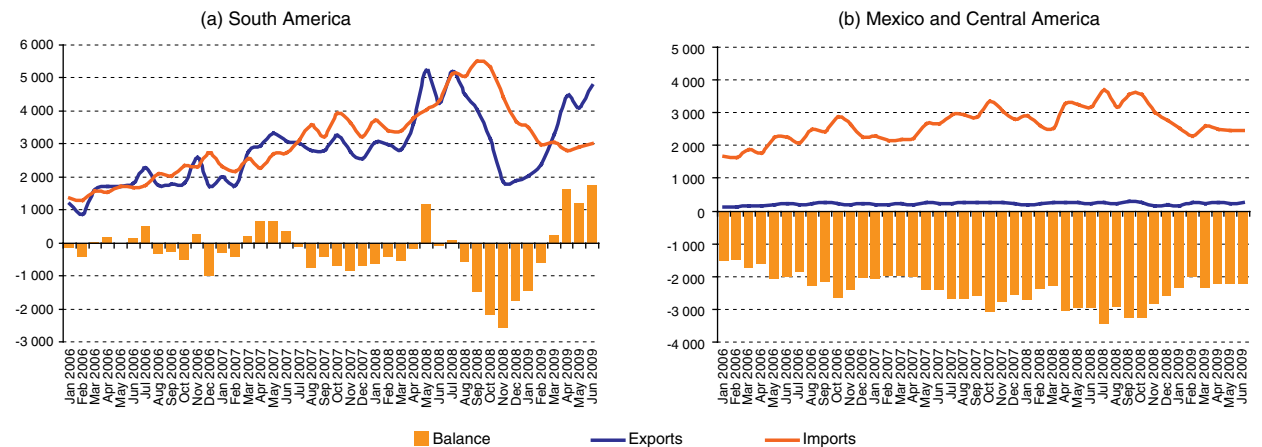 (a) South America
6 000
5 000
4 000
3 000
2 000
1 000
0
-1 000
-2 000
-3 000
Jan 2006
Feb 2006
Mar 2006
Apr 2006
May 2006
Jun 2006
Jul 2006
Aug 2006
Sep 2006
Oct 2006
Nov 2006
Dec 2006
Jan 2007
Feb 2007
Mar 2007
Apr 2007
May 2007
Jun 2007
Jul 2007
Aug 2007
Sep 2007
Oct 2007
Nov 2007
Dec 2007
Jan 2008
Feb 2008
Mar 2008
Apr 2008
May 2008
Jun 2008
Jul 2008
Aug 2008
Sep 2008
Oct 2008
Nov 2008
Dec 2008
Jan 2009
Feb 2009
Mar 2009
Apr 2009
May 2009
Jun 2009
(b) Mexico and Central America
5 000
4 000
3 000
2 000
1 000
0
-1 000
-2 000
-3 000
-4 000
Jan 2006
Feb 2006
Mar 2006
Apr 2006
May 2006
Jun 2006
Jul 2006
Aug 2006
Sep 2006
Oct 2006
Nov 2006
Dec 2006
Jan 2007
Feb 2007
Mar 2007
Apr 2007
May 2007
Jun 2007
Jul 2007
Aug 2007
Sep 2007
Oct 2007
Nov 2007
Dec 2007
Jan 2008
Feb 2008
Mar 2008
Apr 2008
May 2008
Jun 2008
Jul 2008
Aug 2008
Sep 2008
Oct 2008
Nov 2008
Dec 2008
Jan 2009
Feb 2009
Mar 2009
Apr 2009
May 2009
Jun 2009
Balance Exports Imports